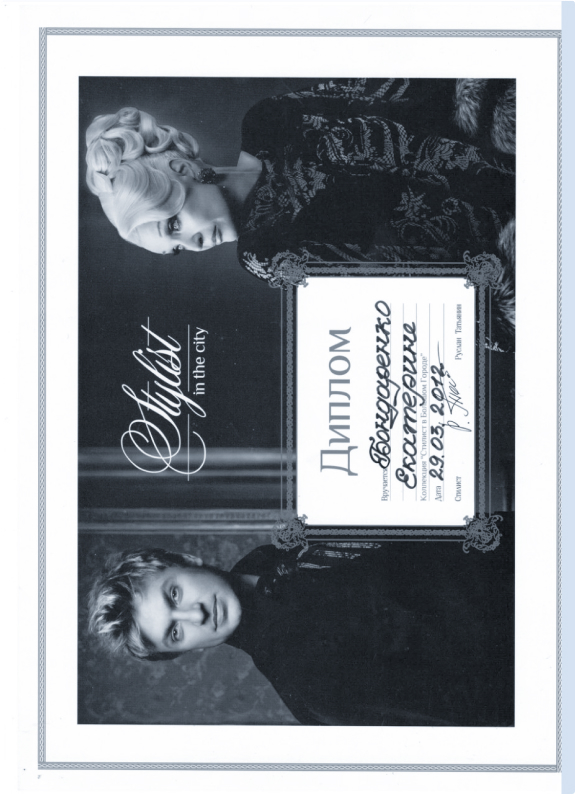 Stylist
in the city
Диплом
Вручается Бондаренко
Екатерине
Коллекция "Стилист в Большом Городе"
Дата 29.03.2012
Стилист Руслан Татьянин